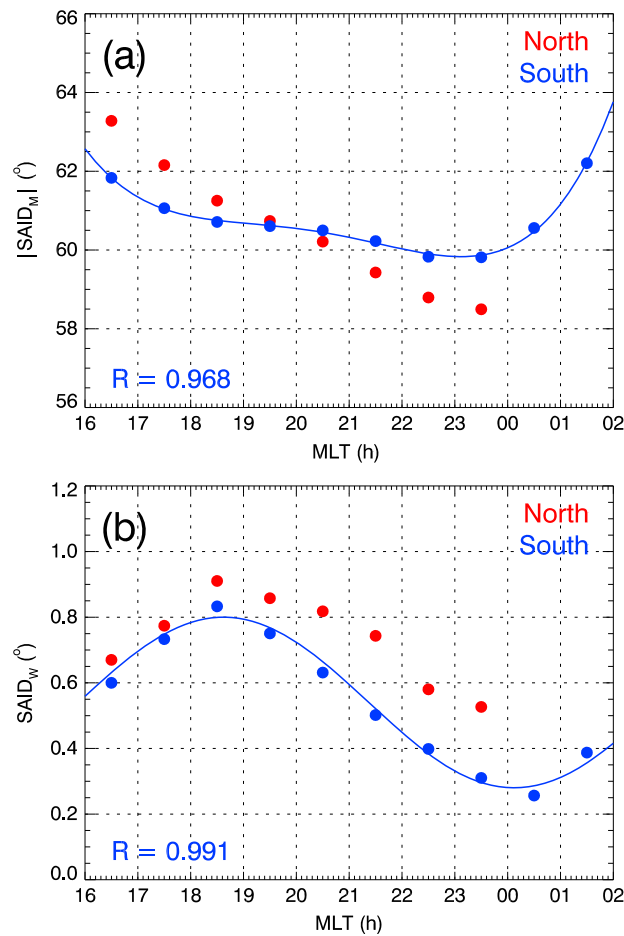 (a)
North
South
66
64
62
60
58
56
|SAID_M| (°)
R = 0.968
16 17 18 19 20 21 22 23 00 01 02
MLT (h)
(b)
North
South
1.2
1.0
0.8
0.6
0.4
0.2
0.0
SAID_W (°)
R = 0.991
16 17 18 19 20 21 22 23 00 01 02
MLT (h)